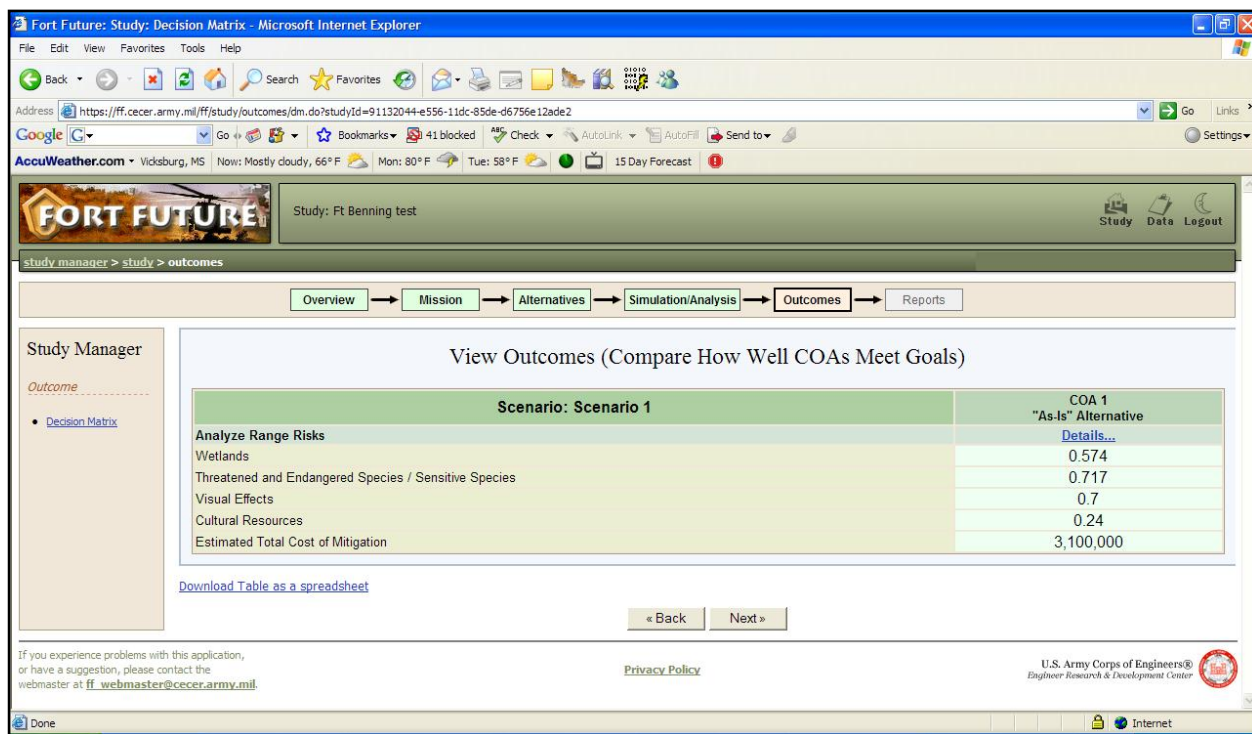 Fort Future: Study: Decision Matrix - Microsoft Internet Explorer
File Edit View Favorites Tools Help
Back Search Favorites
Address https://ff.cecer.army.mil/ff/study/outcomes/dm.do?studyId=91132044-e556-11dc-85de-d6756e12ade2 Go Links »
Google G Go Bookmarks 41 blocked ABC Check AutoLink AutoFill Send to Settings
AccuWeather.com Vicksburg, MS Now: Mostly cloudy, 66° F Mon: 80° F Tue: 58° F 15 Day Forecast
FORT FUTURE
Study: Ft Benning test
Study Data Logout
study manager > study > outcomes
Overview Mission Alternatives Simulation/Analysis Outcomes Reports
Study Manager
Outcome
• Decision Matrix
View Outcomes (Compare How Well COAs Meet Goals)
Scenario: Scenario 1
COA 1
"As-Is" Alternative
Analyze Range Risks Details...
Wetlands 0.574
Threatened and Endangered Species / Sensitive Species 0.717
Visual Effects 0.7
Cultural Resources 0.24
Estimated Total Cost of Mitigation 3,100,000
Download Table as a spreadsheet
« Back Next »
If you experience problems with this application,
or have a suggestion, please contact the
webmaster at ff_webmaster@cecer.army.mil.
Privacy Policy
U.S. Army Corps of Engineers®
Engineer Research & Development Center
Done Internet